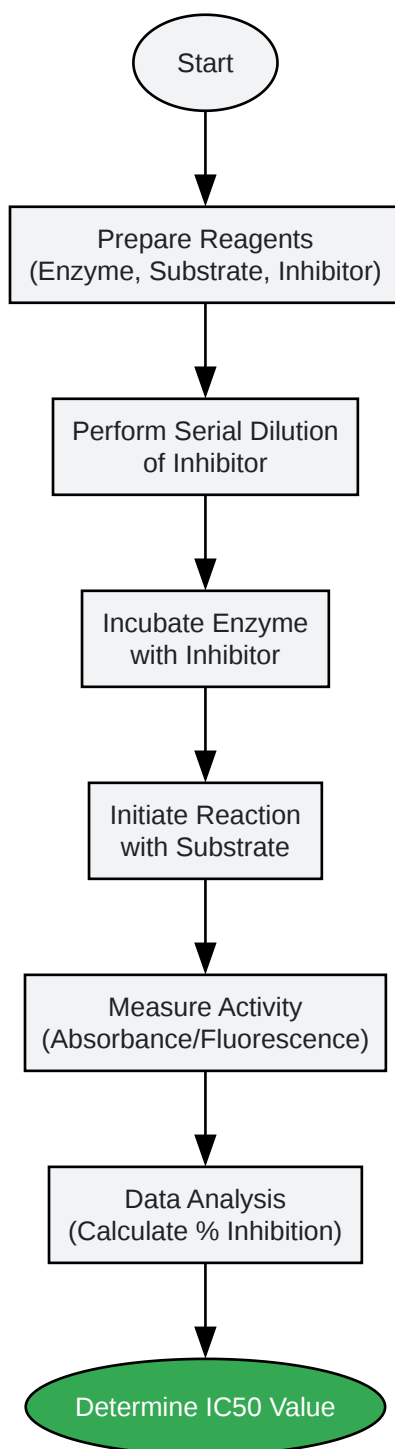 Start
Prepare Reagents
(Enzyme, Substrate, Inhibitor)
Perform Serial Dilution
of Inhibitor
Incubate Enzyme
with Inhibitor
Initiate Reaction
with Substrate
Measure Activity
(Absorbance/Fluorescence)
Data Analysis
(Calculate % Inhibition)
Determine IC50 Value